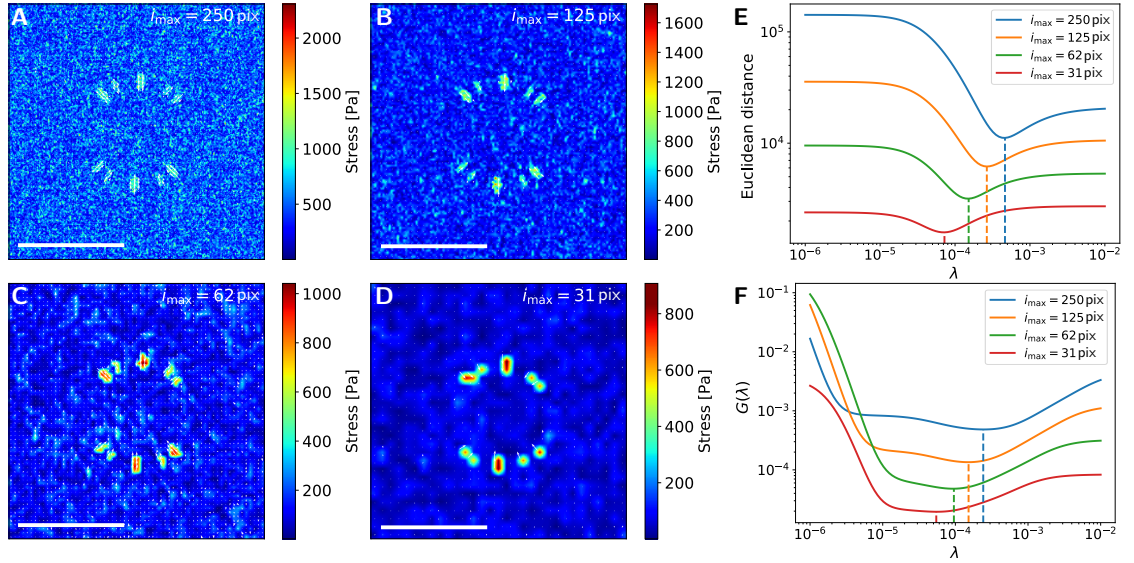 A
i_max = 250 pix
2000
1500
1000
500
Stress [Pa]
B
i_max = 125 pix
1600
1400
1200
1000
800
600
400
200
0
Stress [Pa]
C
i_max = 62 pix
1000
800
600
400
200
Stress [Pa]
D
i_max = 31 pix
800
600
400
200
0
Stress [Pa]
E
Euclidean distance
10^5
10^4
i_max = 250 pix
i_max = 125 pix
i_max = 62 pix
i_max = 31 pix
10^−6 10^−5 10^−4 10^−3 10^−2
λ
F
G(λ)
10^−1
10^−2
10^−3
10^−4
i_max = 250 pix
i_max = 125 pix
i_max = 62 pix
i_max = 31 pix
10^−6 10^−5 10^−4 10^−3 10^−2
λ